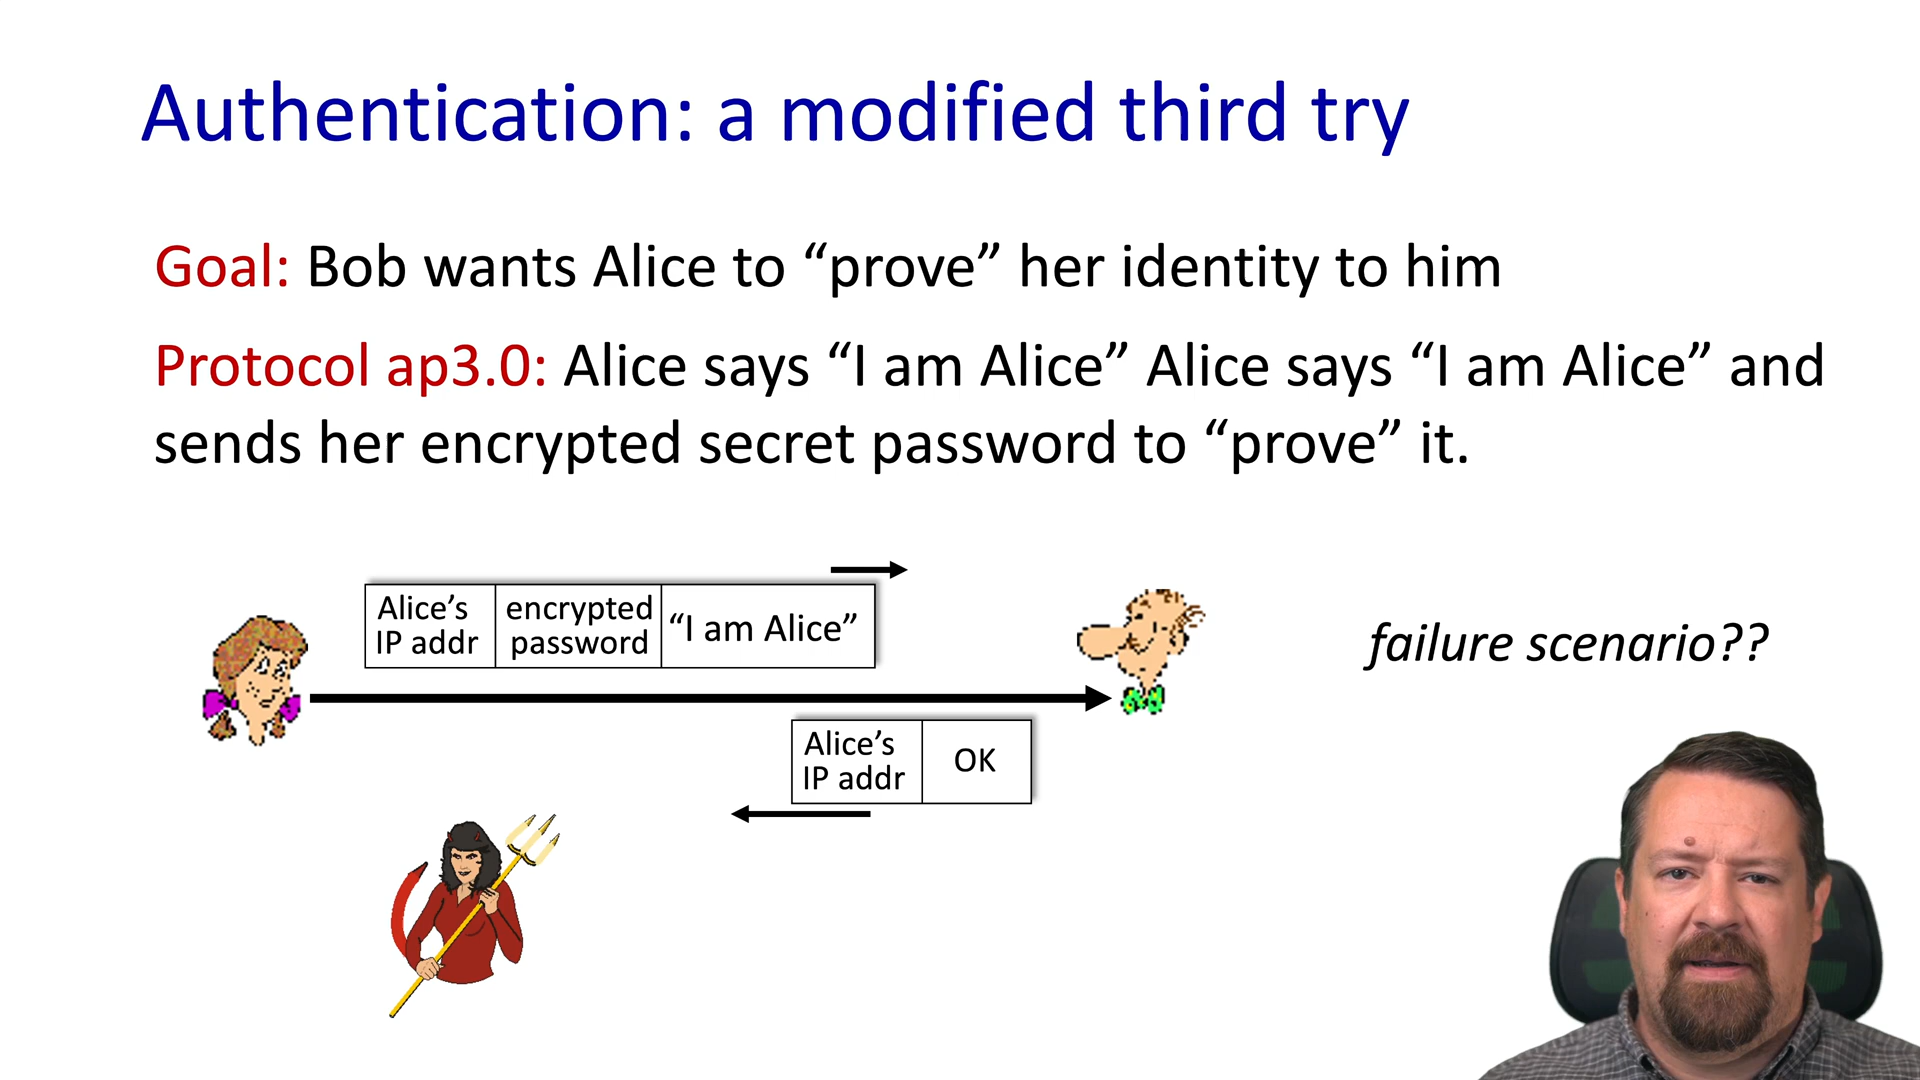 Authentication: a modified third try
Goal: Bob wants Alice to “prove” her identity to him
Protocol ap3.0: Alice says “I am Alice” Alice says “I am Alice” and
sends her encrypted secret password to “prove” it.
Alice’s
IP addr
encrypted
password
“I am Alice”
failure scenario??
Alice’s
IP addr
OK